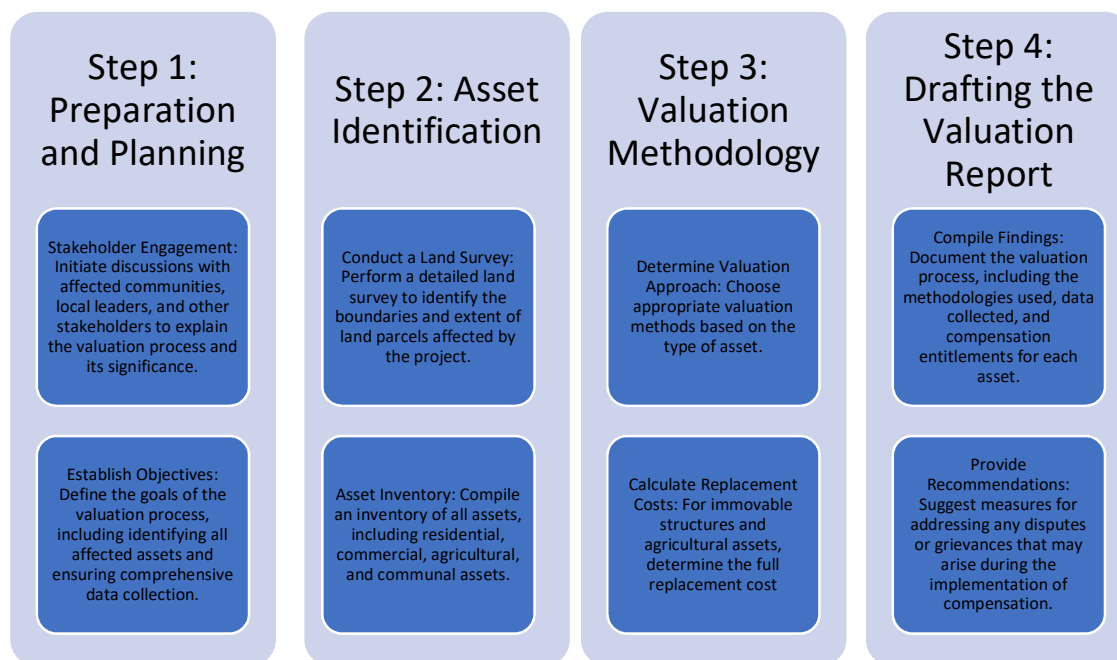 Step 1:
Preparation
and Planning
Stakeholder Engagement:
Initiate discussions with
affected communities,
local leaders, and other
stakeholders to explain
the valuation process and
its significance.
Establish Objectives:
Define the goals of the
valuation process,
including identifying all
affected assets and
ensuring comprehensive
data collection.
Step 2: Asset
Identification
Conduct a Land Survey:
Perform a detailed land
survey to identify the
boundaries and extent of
land parcels affected by
the project.
Asset Inventory: Compile
an inventory of all assets,
including residential,
commercial, agricultural,
and communal assets.
Step 3:
Valuation
Methodology
Determine Valuation
Approach: Choose
appropriate valuation
methods based on the
type of asset.
Calculate Replacement
Costs: For immovable
structures and
agricultural assets,
determine the full
replacement cost
Step 4:
Drafting the
Valuation
Report
Compile Findings:
Document the valuation
process, including the
methodologies used, data
collected, and
compensation
entitlements for each
asset.
Provide
Recommendations:
Suggest measures for
addressing any disputes
or grievances that may
arise during the
implementation of
compensation.